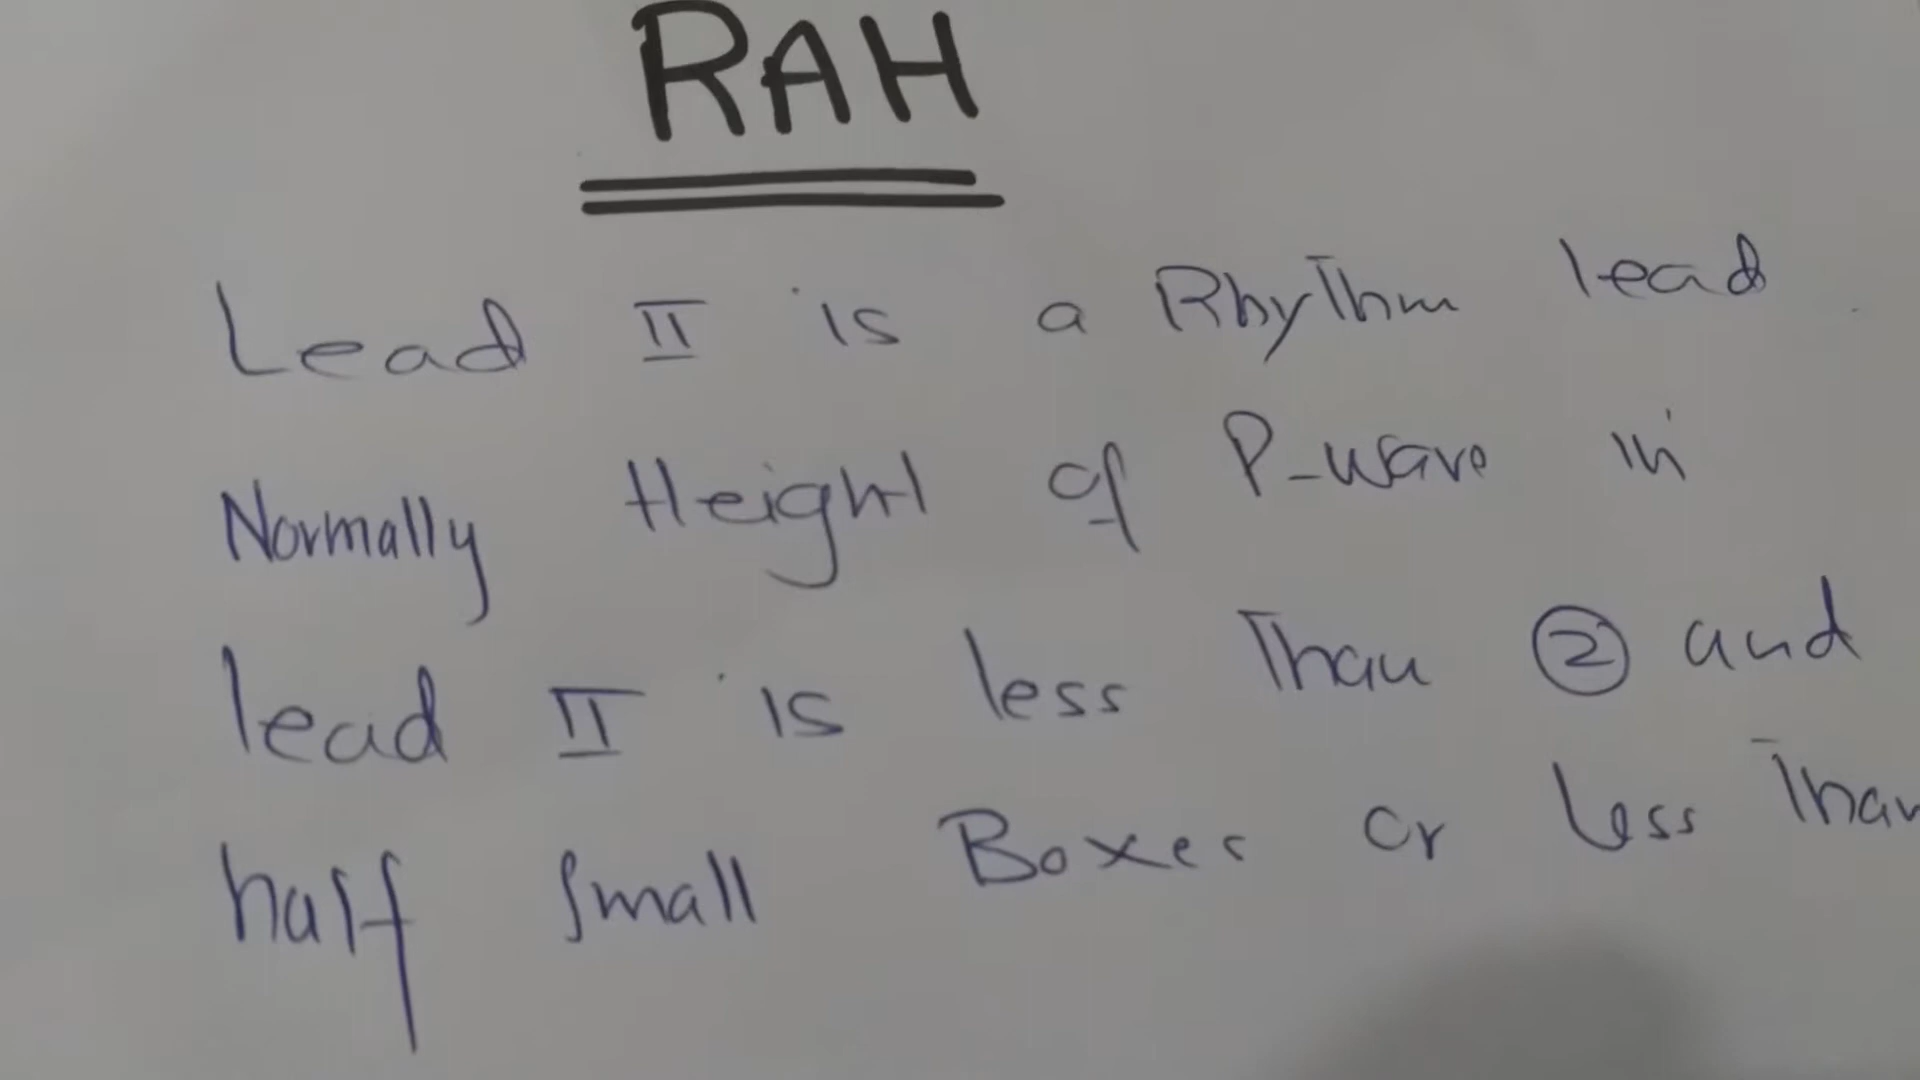 RAH
Lead II is a Rhythm lead
Normally Height of P-wave in
lead II is less Than ② and
half small Boxes or less Than